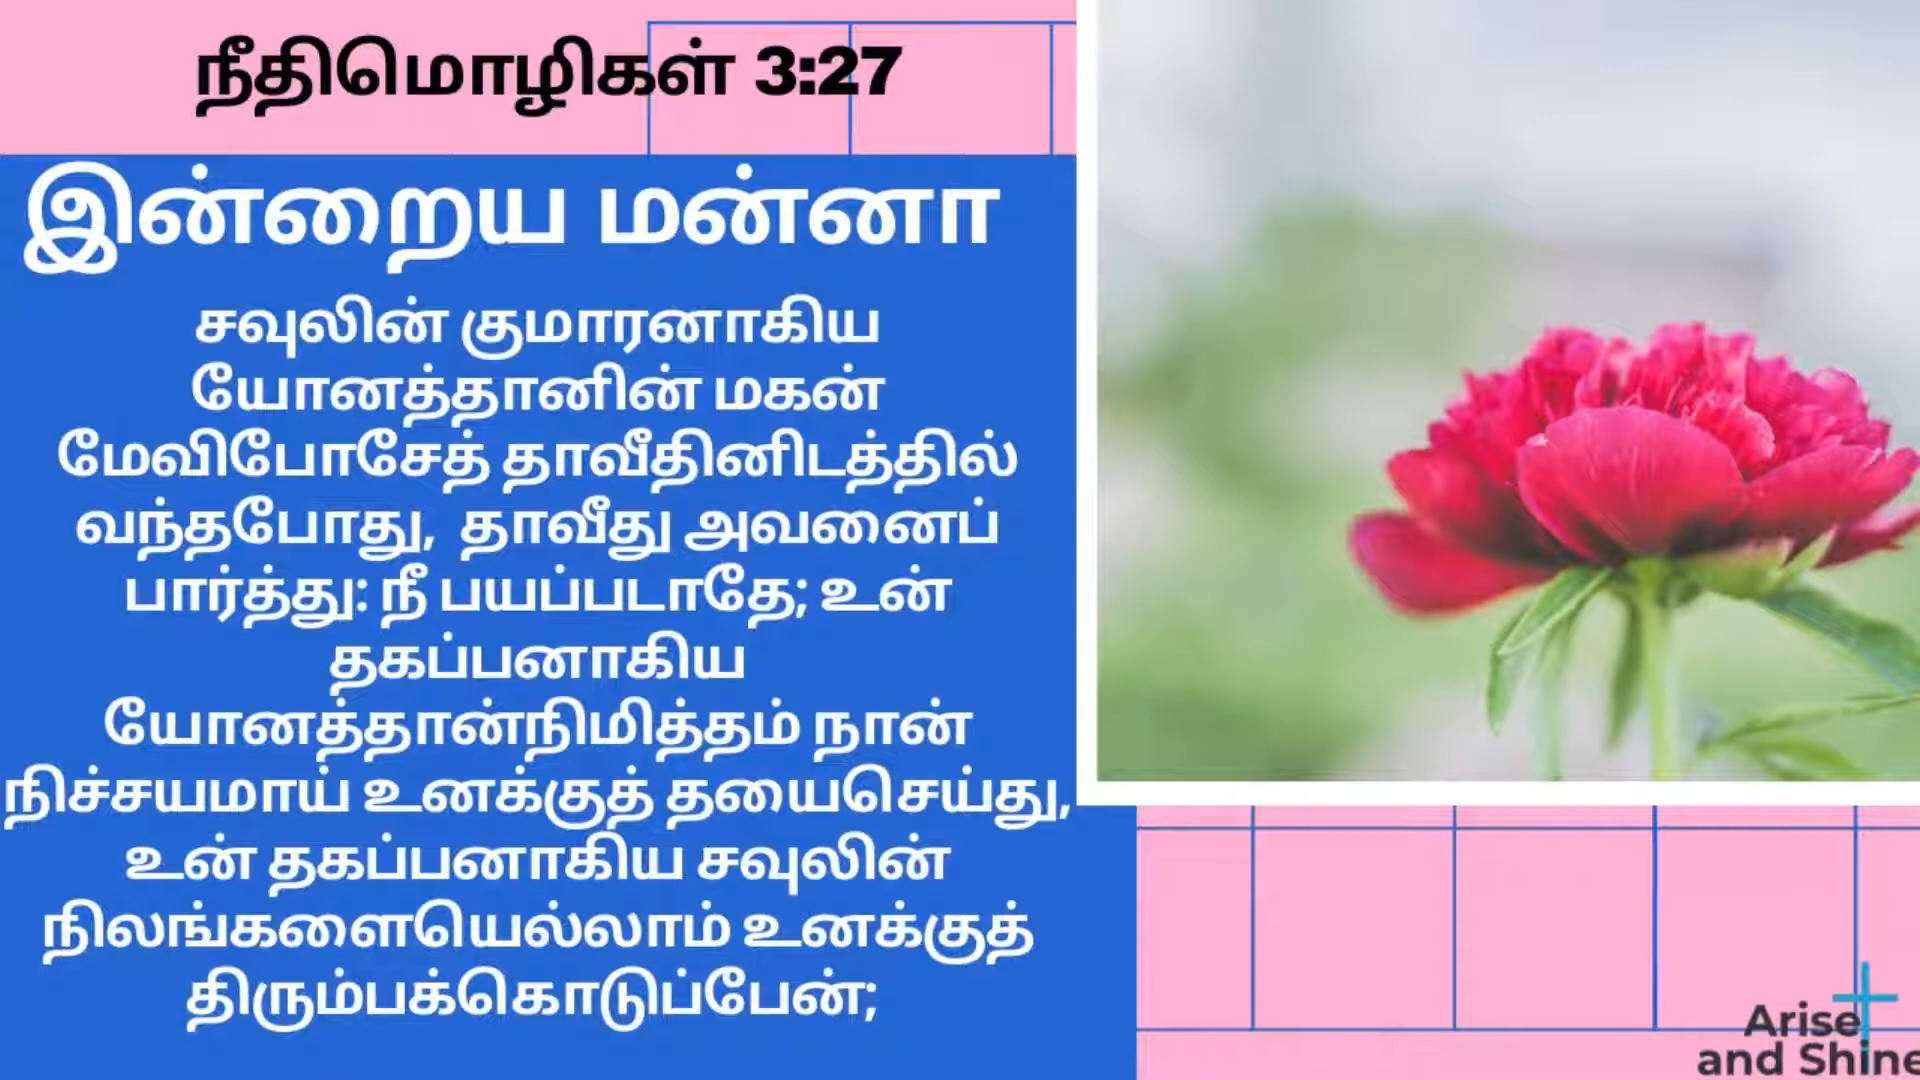 நீதிமொழிகள் 3:27
இன்றைய மன்னா
சவுலின் குமாரனாகிய
யோனத்தானின் மகன்
மேவிபோசேத் தாவீதினிடத்தில்
வந்தபோது, தாவீது அவனைப்
பார்த்து: நீ பயப்படாதே; உன்
தகப்பனாகிய
யோனத்தான்நிமித்தம் நான்
நிச்சயமாய் உனக்குத் தயைசெய்து,
உன் தகப்பனாகிய சவுலின்
நிலங்களையெல்லாம் உனக்குத்
திரும்பக்கொடுப்பேன்;
Arise
and Shine